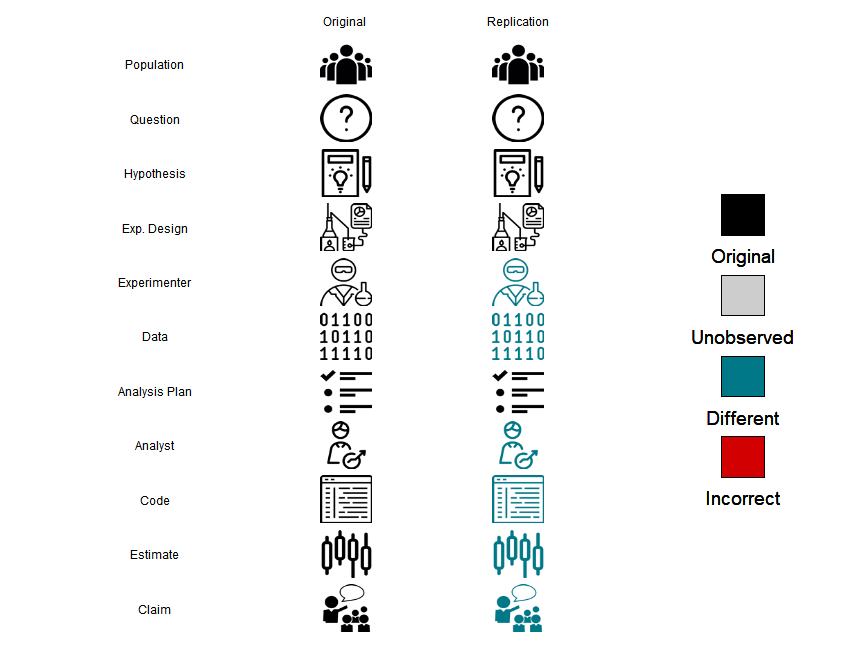 Original Replication
Population
Question
?
?
Hypothesis
Exp. Design
Experimenter
Data
01100
10110
11110
01100
10110
11110
Analysis Plan
Analyst
Code
Estimate
Claim
Original
Unobserved
Different
Incorrect